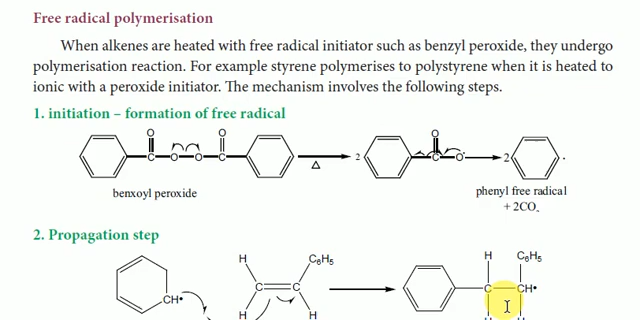 Free radical polymerisation
When alkenes are heated with free radical initiator such as benzyl peroxide, they undergo
polymerisation reaction. For example styrene polymerises to polystyrene when it is heated to
ionic with a peroxide initiator. The mechanism involves the following steps.
1. initiation – formation of free radical
O O O
C O O C 2 C O· 2 ·
Δ
benxoyl peroxide phenyl free radical
+ 2CO₂
2. Propagation step
H C₆H₅ H C₆H₅
C C C CH•
CH•
H H